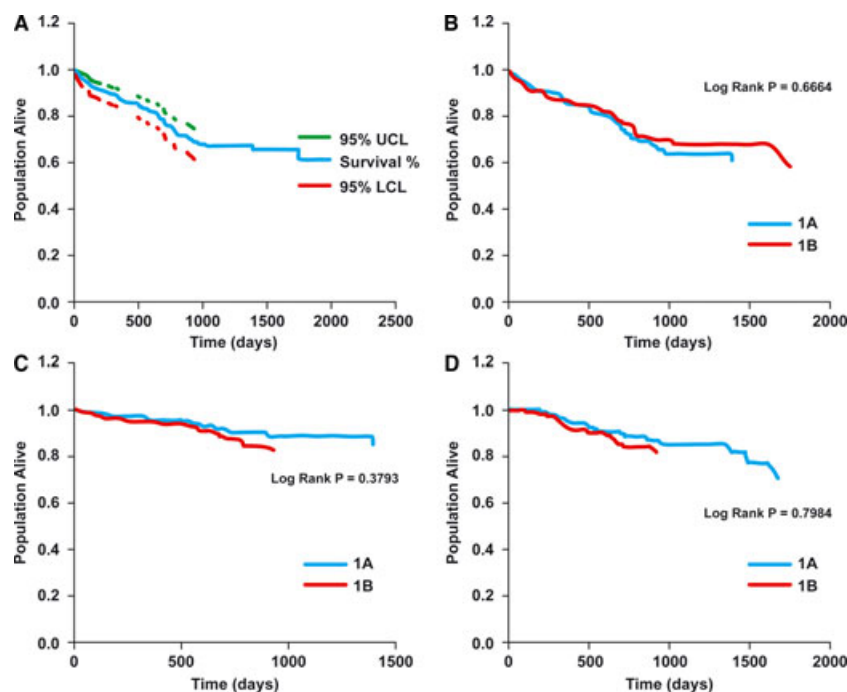 A
Population Alive
1.2
1.0
0.8
0.6
0.4
0.2
0.0
95% UCL
Survival %
95% LCL
0 500 1000 1500 2000 2500
Time (days)
B
Population Alive
1.2
1.0
0.8
0.6
0.4
0.2
0.0
Log Rank P = 0.6664
1A
1B
0 500 1000 1500 2000
Time (days)
C
Population Alive
1.2
1.0
0.8
0.6
0.4
0.2
0.0
Log Rank P = 0.3793
1A
1B
0 500 1000 1500
Time (days)
D
Population Alive
1.2
1.0
0.8
0.6
0.4
0.2
0.0
Log Rank P = 0.7984
1A
1B
0 500 1000 1500 2000
Time (days)